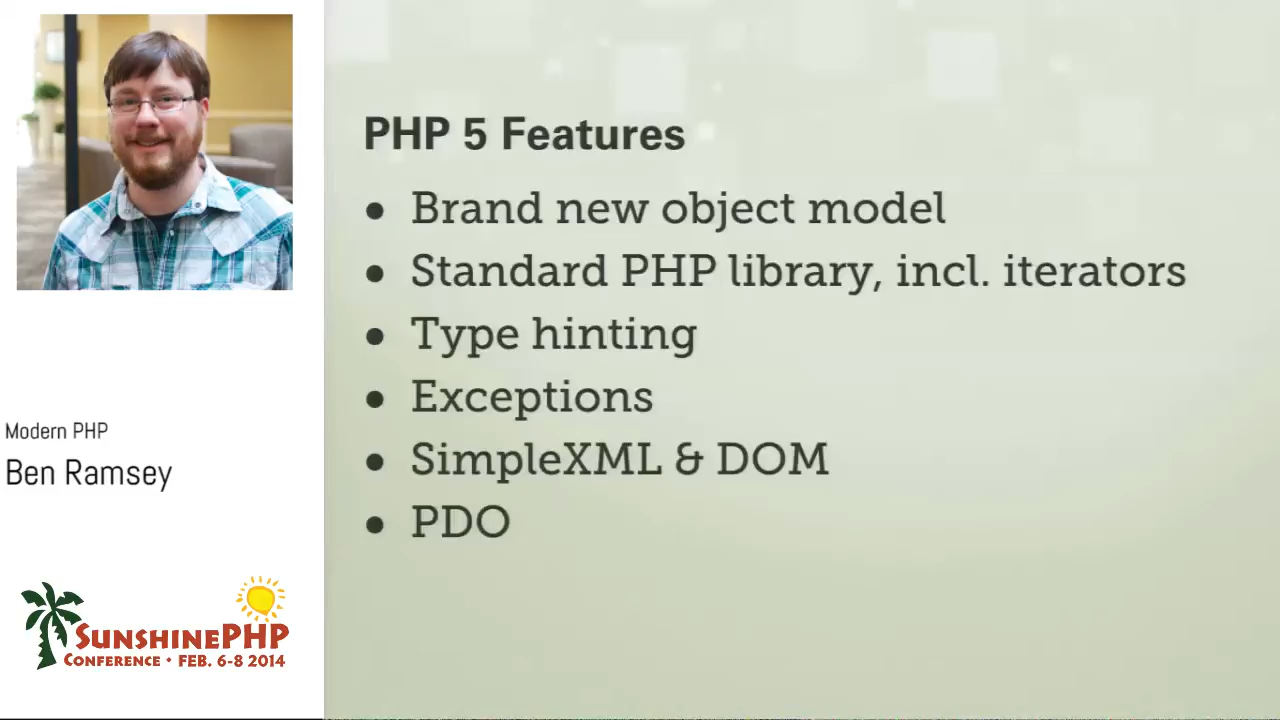 PHP 5 Features
• Brand new object model
• Standard PHP library, incl. iterators
• Type hinting
• Exceptions
• SimpleXML & DOM
• PDO
Modern PHP
Ben Ramsey
SUNSHINEPHP
CONFERENCE • FEB. 6-8 2014